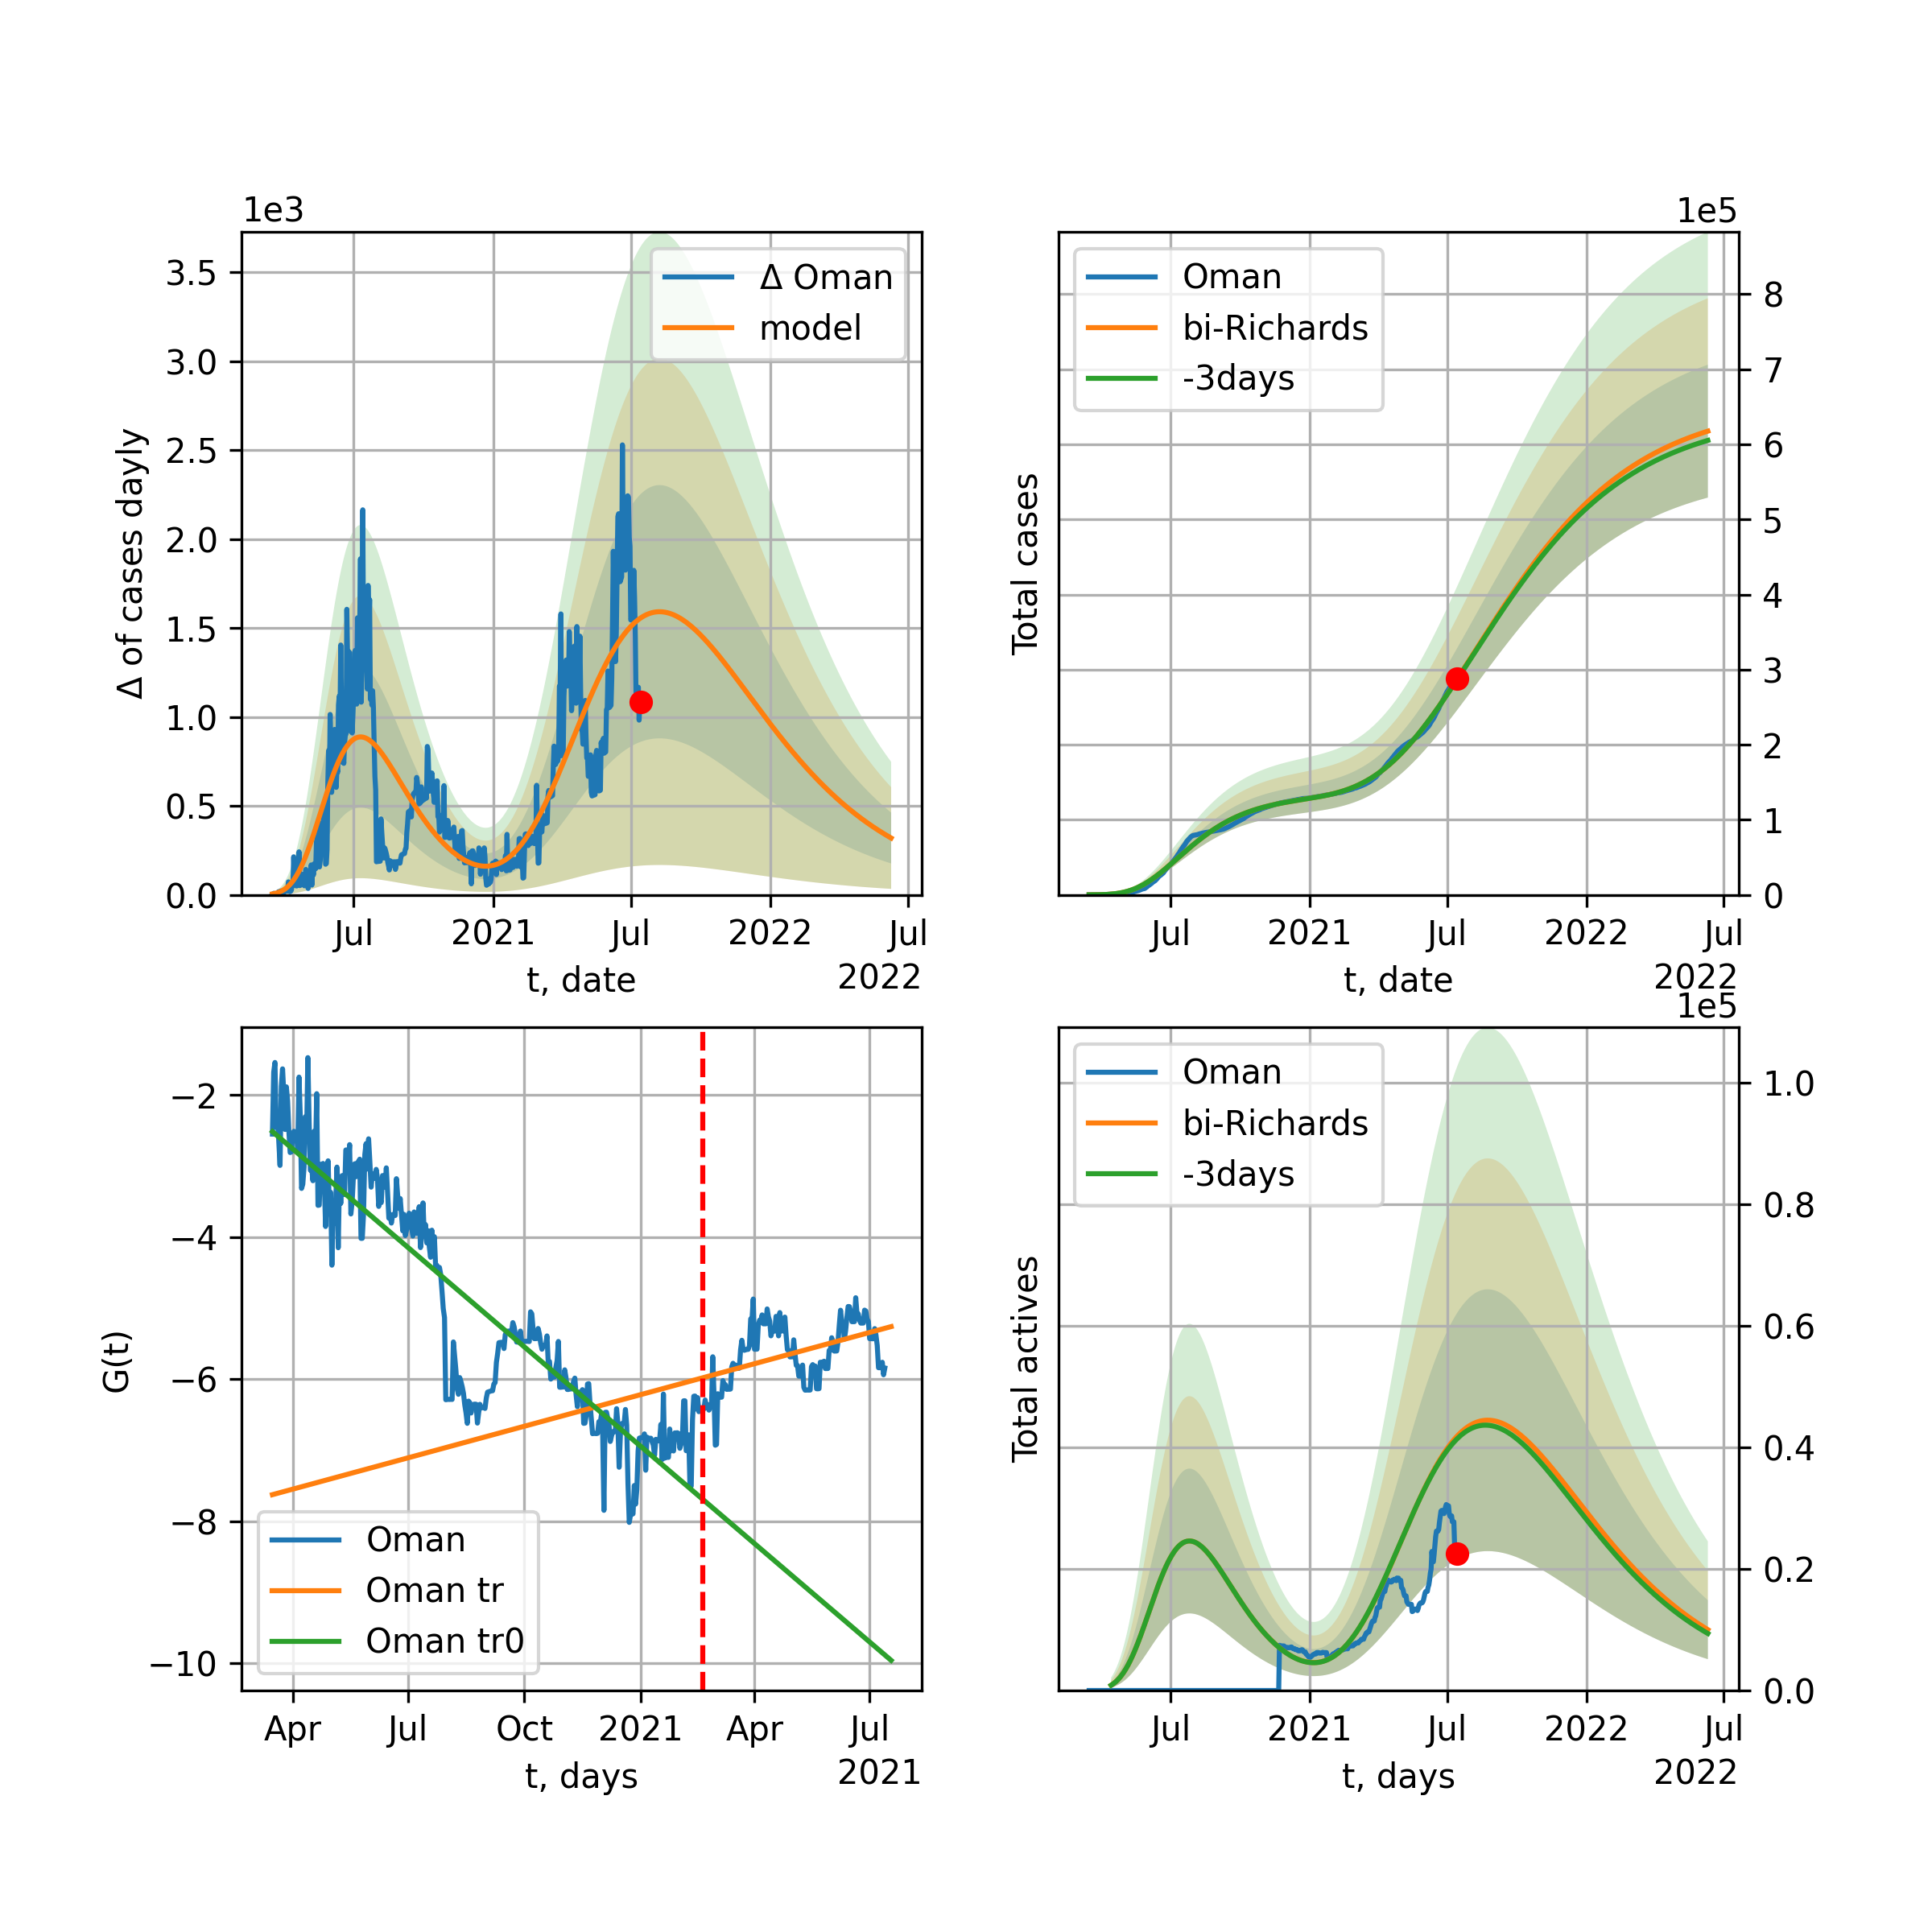 1e3
Δ of cases dayly
3.5
3.0
2.5
2.0
1.5
1.0
0.5
0.0
Δ Oman
model
Jul
2021
Jul
2022
Jul
t, date
2022
1e5
Total cases
Oman
bi-Richards
-3days
8
7
6
5
4
3
2
1
0
Jul
2021
Jul
2022
Jul
t, date
2022
G(t)
−2
−4
−6
−8
−10
Oman
Oman tr
Oman tr0
Apr
Jul
Oct
2021
Apr
Jul
t, days
2021
1e5
Total actives
Oman
bi-Richards
-3days
1.0
0.8
0.6
0.4
0.2
0.0
Jul
2021
Jul
2022
Jul
t, days
2022